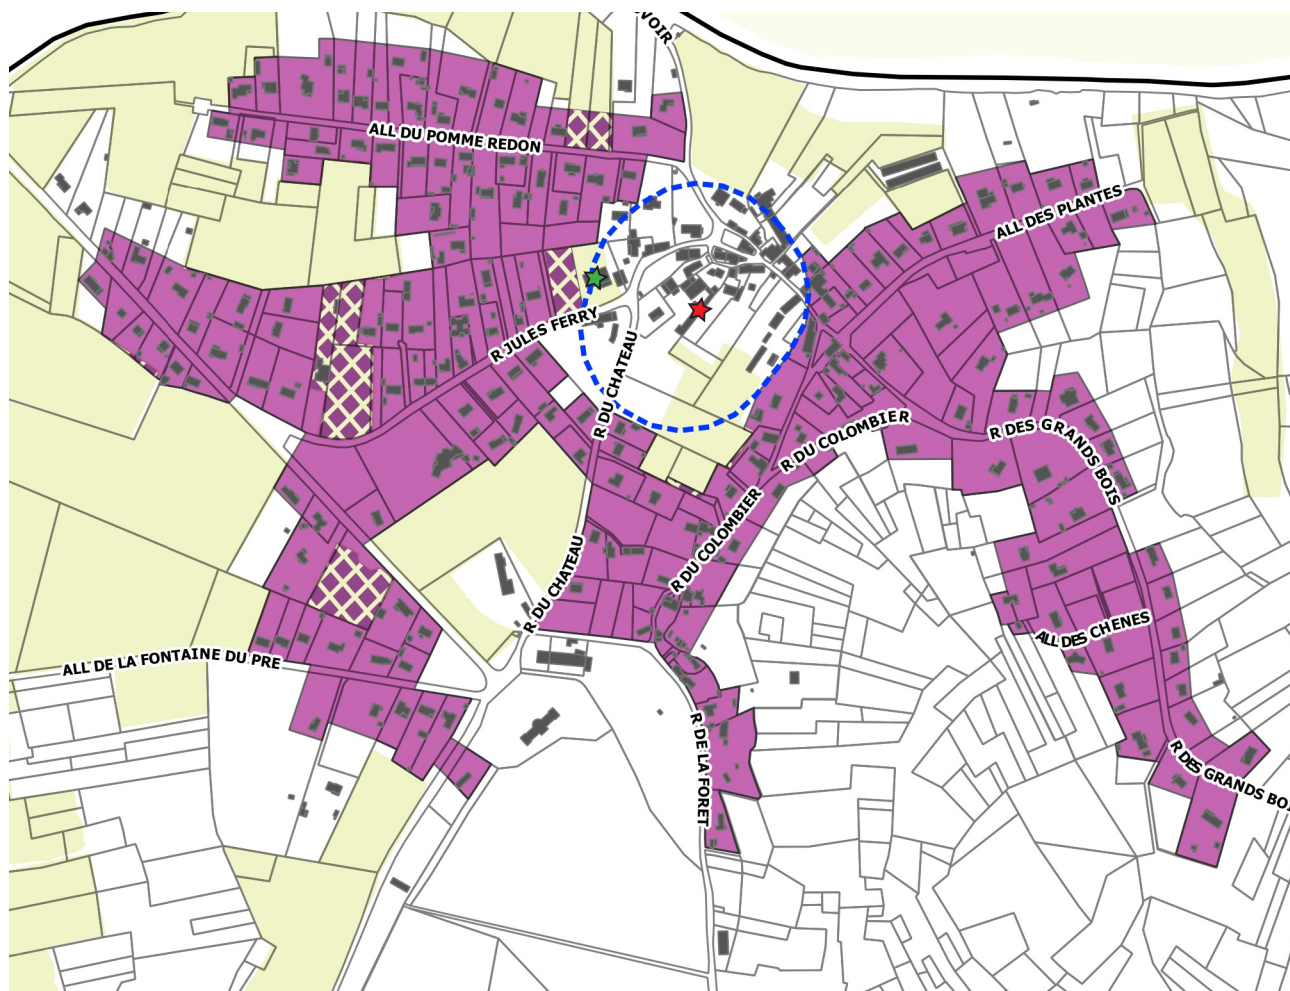 VOIR
ALL DU POMME REDON
ALL DES PLANTES
R JULES FERRY
R DU CHATEAU
R DU COLOMBIER
R DES GRANDS BOIS
R DU COLOMBIER
R DU CHATEAU
ALL DES CHENES
ALL DE LA FONTAINE DU PRE
R DE LA FORET
R DES GRANDS BOI